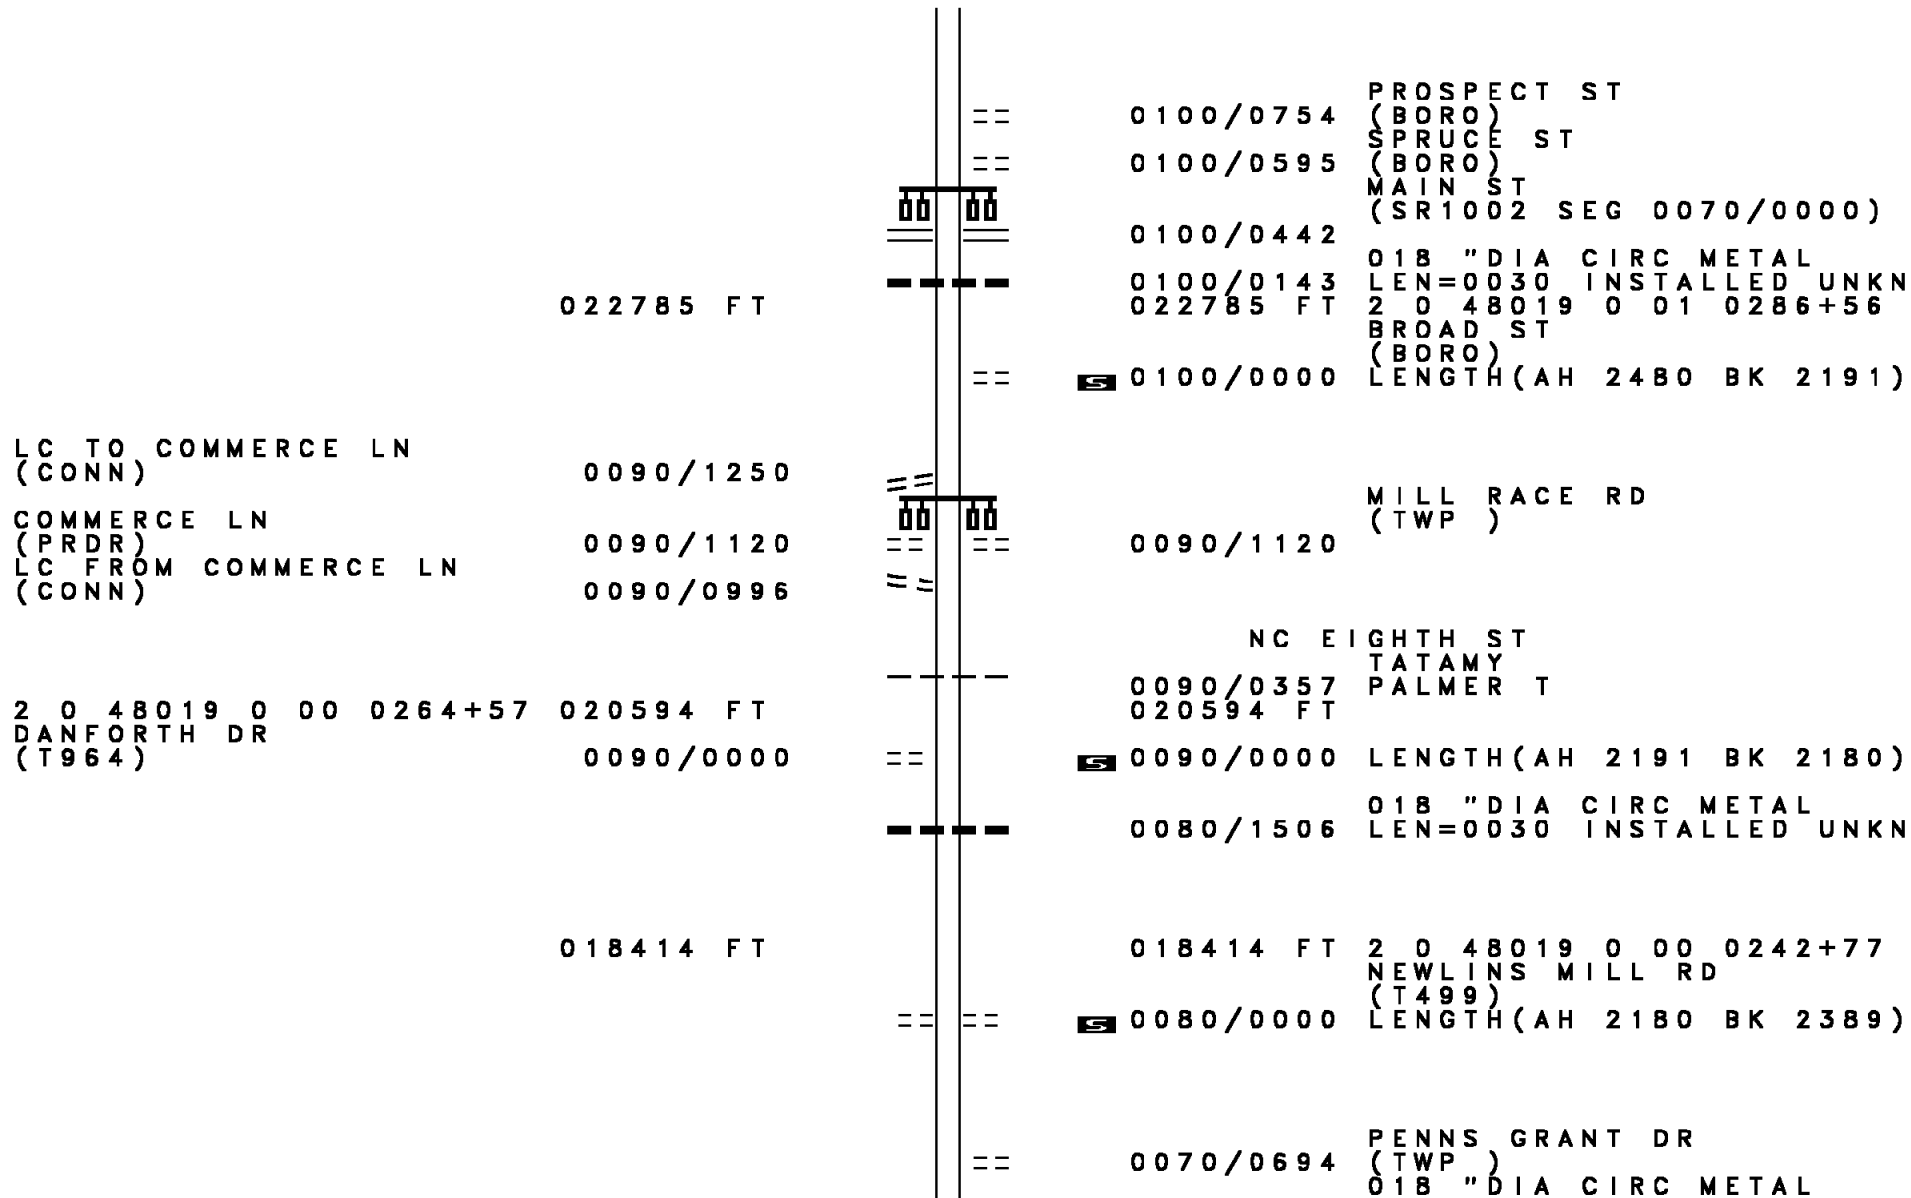 PROSPECT ST
0100/0754 (BORO)
SPRUCE ST
0100/0595 (BORO)
MAIN ST
(SR1002 SEG 0070/0000)
0100/0442
018 "DIA CIRC METAL
0100/0143 LEN=0030 INSTALLED UNKN
022785 FT 022785 FT 2 0 48019 0 01 0286+56
BROAD ST
(BORO)
S 0100/0000 LENGTH(AH 2480 BK 2191)
LC TO COMMERCE LN
(CONN) 0090/1250
MILL RACE RD
COMMERCE LN (TWP )
(PRDR) 0090/1120 0090/1120
LC FROM COMMERCE LN
(CONN) 0090/0996
NC EIGHTH ST
TATAMY
0090/0357 PALMER T
2 0 48019 0 00 0264+57 020594 FT 020594 FT
DANFORTH DR
(T964) 0090/0000 S 0090/0000 LENGTH(AH 2191 BK 2180)
018 "DIA CIRC METAL
0080/1506 LEN=0030 INSTALLED UNKN
018414 FT 018414 FT 2 0 48019 0 00 0242+77
NEWLINS MILL RD
(T499)
S 0080/0000 LENGTH(AH 2180 BK 2389)
PENNS GRANT DR
0070/0694 (TWP )
018 "DIA CIRC METAL